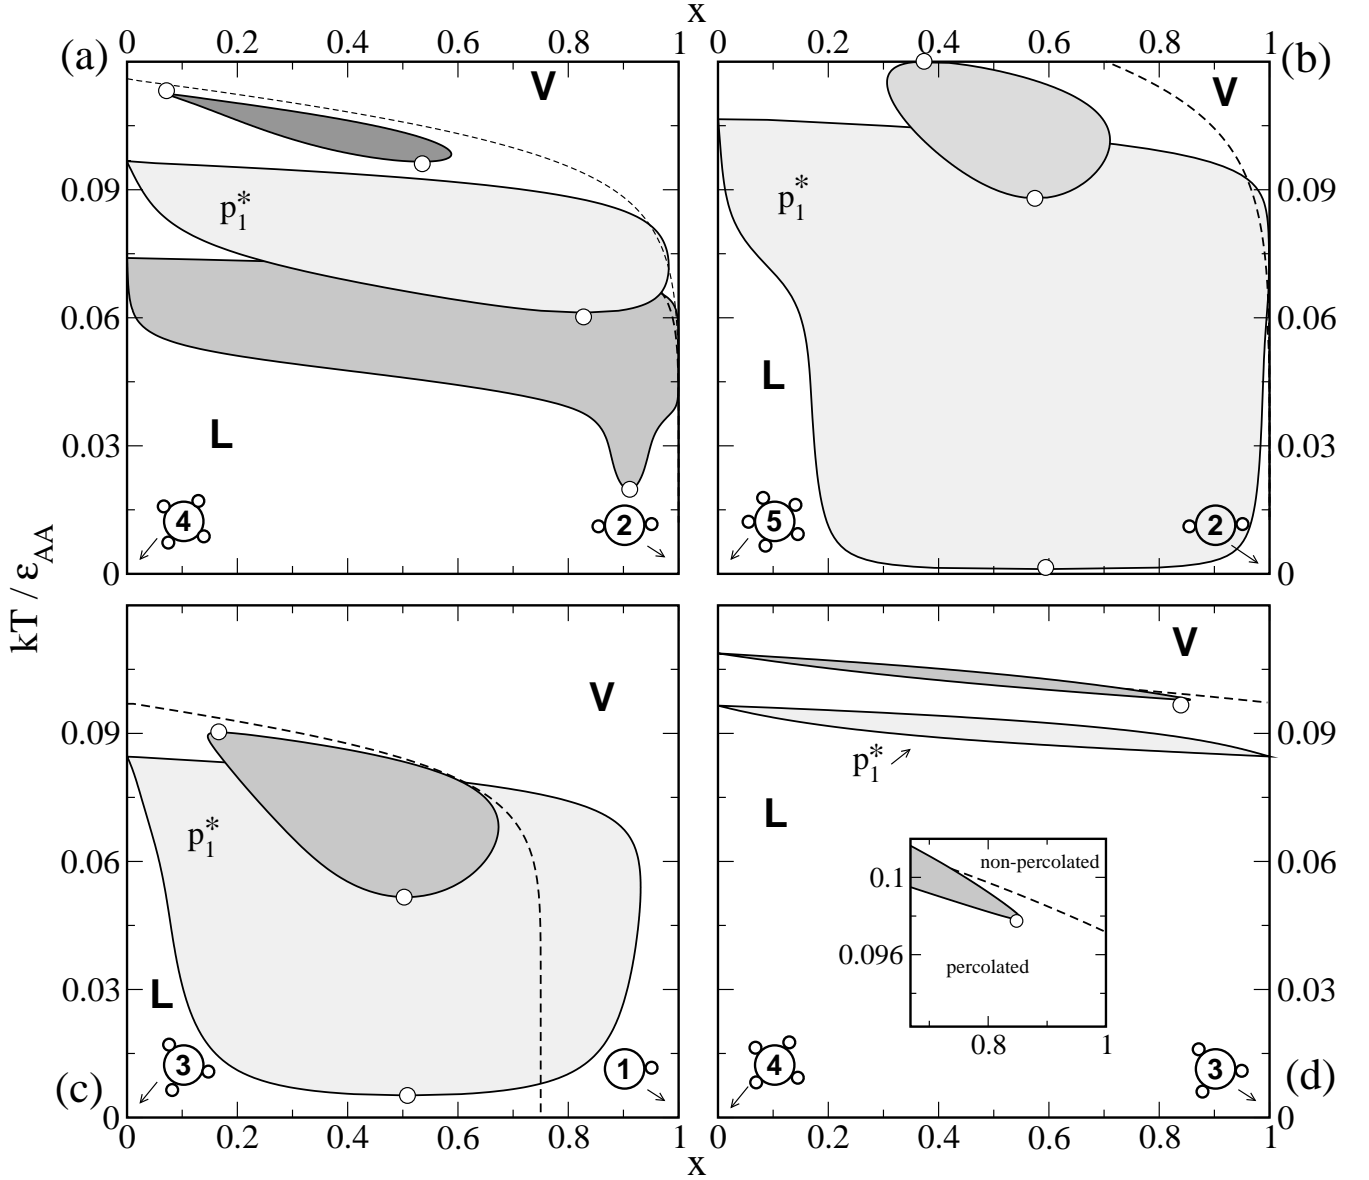 x
0 0.2 0.4 0.6 0.8 1 0 0.2 0.4 0.6 0.8 1
(a) V V (b)
0.09 p1* p1* 0.09
0.06 0.06
L L
0.03 0.03
4 2 5 2
0 0
kT / εAA
V V
0.09 0.09
p1* p1*
L
0.06 non-percolated 0.06
0.1
0.096
percolated
0.03 L 0.03
0.8 1
3 1 4 3
(c) (d)
0 0
0 0.2 0.4 0.6 0.8 1 0 0.2 0.4 0.6 0.8 1
x